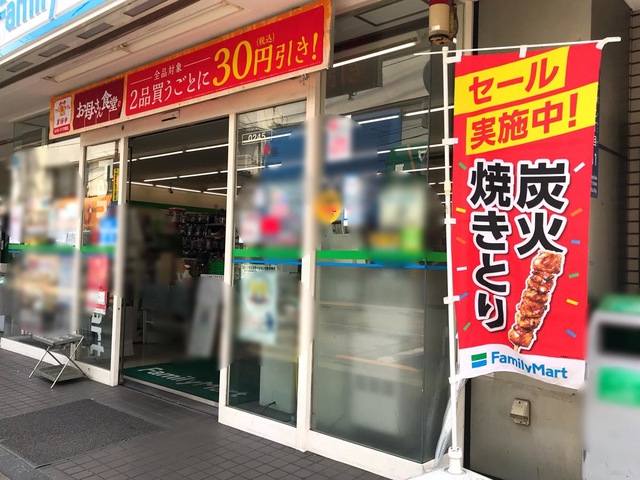 Family
全品対象
(税込)
お母さん食堂
2品買うごとに30円引き!
0245
FamilyMart
セール
実施中!
炭火
焼きとり
FamilyMart